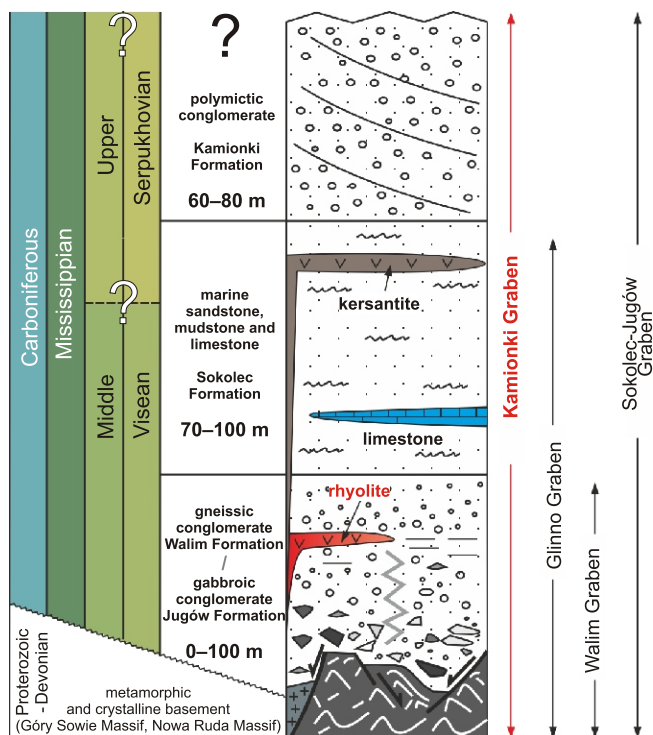 Carboniferous
Mississippian
Upper
Middle
?
?
Serpukhovian
Visean
?
polymictic
conglomerate
Kamionki
Formation
60–80 m
marine
sandstone,
mudstone and
limestone
Sokolec
Formation
70–100 m
gneissic
conglomerate
Walim Formation
/
gabbroic
conglomerate
Jugów Formation
0–100 m
Proterozoic
- Devonian
metamorphic
and crystalline basement
(Góry Sowie Massif, Nowa Ruda Massif)
kersantite
limestone
rhyolite
Kamionki Graben
Glinno Graben
Walim Graben
Sokolec-Jugów
Graben